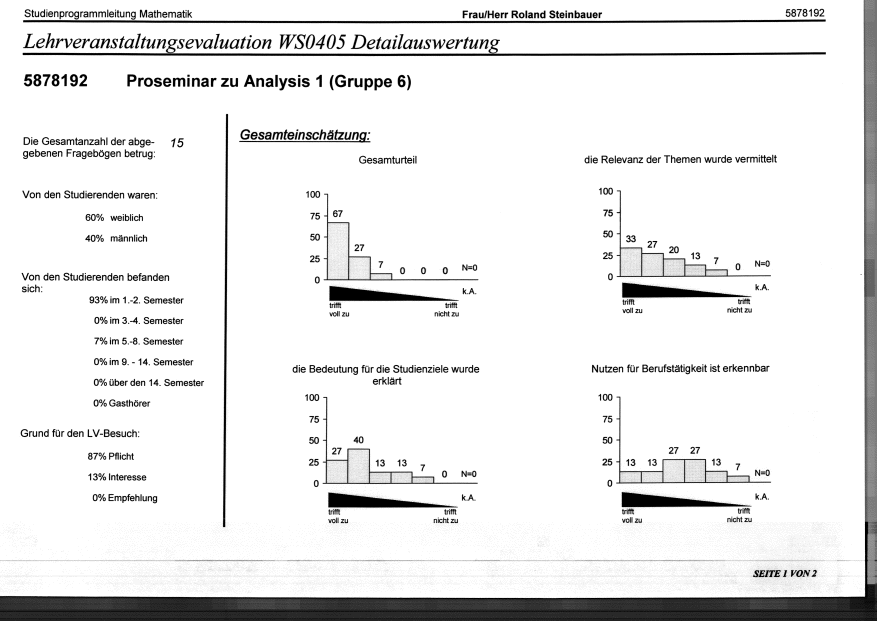 Studienprogrammleitung Mathematik Frau/Herr Roland Steinbauer 5878192
Lehrveranstaltungsevaluation WS0405 Detailauswertung
5878192 Proseminar zu Analysis 1 (Gruppe 6)
Die Gesamtanzahl der abge-
gebenen Fragebögen betrug: 15
Von den Studierenden waren:
60% weiblich
40% männlich
Von den Studierenden befanden
sich:
93% im 1.-2. Semester
0% im 3.-4. Semester
7% im 5.-8. Semester
0% im 9. - 14. Semester
0% über den 14. Semester
0% Gasthörer
Grund für den LV-Besuch:
87% Pflicht
13% Interesse
0% Empfehlung
Gesamteinschätzung:
Gesamturteil
100
75
50
25
0
67 27 7 0 0 0 N=0
k.A.
trifft trifft
voll zu nicht zu
die Relevanz der Themen wurde vermittelt
100
75
50
25
0
33 27 20 13 7 0 N=0
k.A.
trifft trifft
voll zu nicht zu
die Bedeutung für die Studienziele wurde
erklärt
100
75
50
25
0
27 40 13 13 7 0 N=0
k.A.
trifft trifft
voll zu nicht zu
Nutzen für Berufstätigkeit ist erkennbar
100
75
50
25
0
13 13 27 27 13 7 N=0
k.A.
trifft trifft
voll zu nicht zu
SEITE 1 VON 2